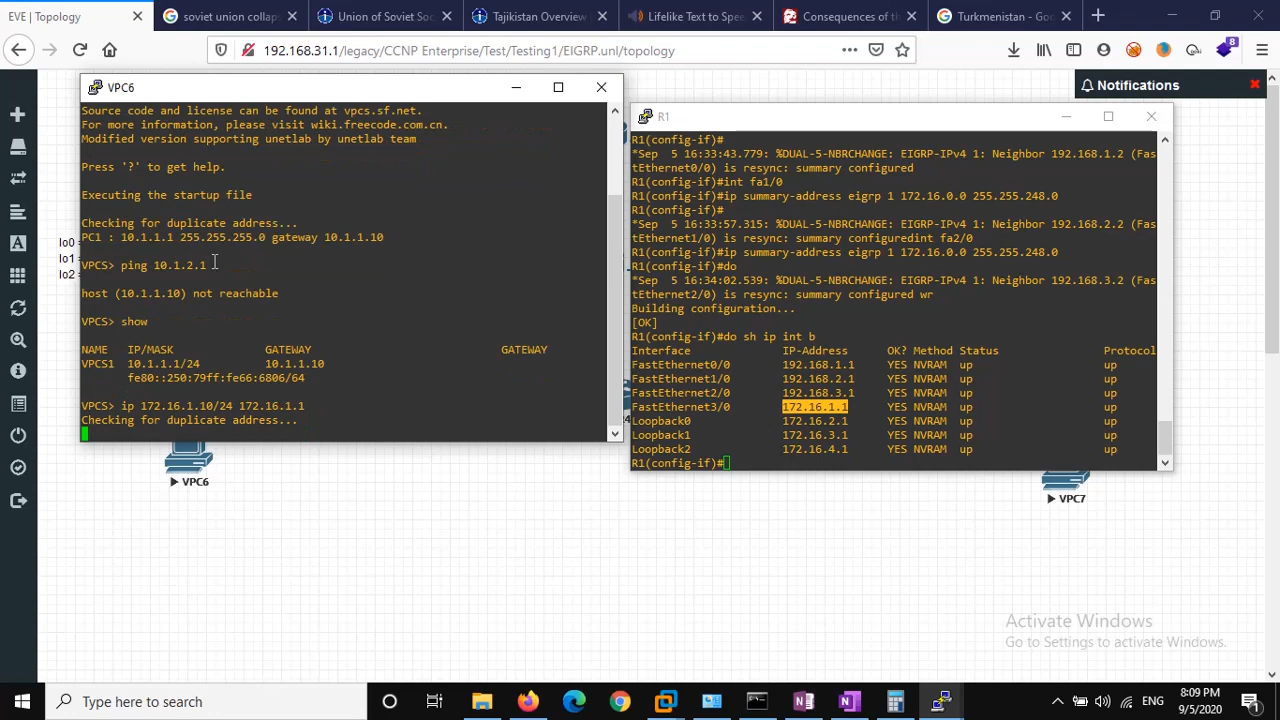 EVE | Topology
soviet union collap
Union of Soviet Soc
Tajikistan Overview
Lifelike Text to Speec
Consequences of th
Turkmenistan - Goo
192.168.31.1/legacy/CCNP Enterprise/Test/Testing1/EIGRP.unl/topology
8
Notifications
VPC6
Source code and license can be found at vpcs.sf.net.
For more information, please visit wiki.freecode.com.cn.
Modified version supporting unetlab by unetlab team
Press '?' to get help.
Executing the startup file
Checking for duplicate address...
PC1 : 10.1.1.1 255.255.255.0 gateway 10.1.1.10
VPCS> ping 10.1.2.1
host (10.1.1.10) not reachable
VPCS> show
NAME IP/MASK GATEWAY GATEWAY
VPCS1 10.1.1.1/24 10.1.1.10
fe80::250:79ff:fe66:6806/64
VPCS> ip 172.16.1.10/24 172.16.1.1
Checking for duplicate address...
lo0
lo1
lo2
R1
R1(config-if)#
*Sep 5 16:33:43.779: %DUAL-5-NBRCHANGE: EIGRP-IPv4 1: Neighbor 192.168.1.2 (Fas
tEthernet0/0) is resync: summary configured
R1(config-if)#int fa1/0
R1(config-if)#ip summary-address eigrp 1 172.16.0.0 255.255.248.0
R1(config-if)#
*Sep 5 16:33:57.315: %DUAL-5-NBRCHANGE: EIGRP-IPv4 1: Neighbor 192.168.2.2 (Fas
tEthernet1/0) is resync: summary configuredint fa2/0
R1(config-if)#ip summary-address eigrp 1 172.16.0.0 255.255.248.0
R1(config-if)#do
*Sep 5 16:34:02.539: %DUAL-5-NBRCHANGE: EIGRP-IPv4 1: Neighbor 192.168.3.2 (Fas
tEthernet2/0) is resync: summary configured wr
Building configuration...
[OK]
R1(config-if)#do sh ip int b
Interface IP-Address OK? Method Status Protocol
FastEthernet0/0 192.168.1.1 YES NVRAM up up
FastEthernet1/0 192.168.2.1 YES NVRAM up up
FastEthernet2/0 192.168.3.1 YES NVRAM up up
FastEthernet3/0 172.16.1.1 YES NVRAM up up
Loopback0 172.16.2.1 YES NVRAM up up
Loopback1 172.16.3.1 YES NVRAM up up
Loopback2 172.16.4.1 YES NVRAM up up
R1(config-if)#
VPC6
VPC7
Activate Windows
Go to Settings to activate Windows.
Type here to search
ENG
8:09 PM
9/5/2020
1